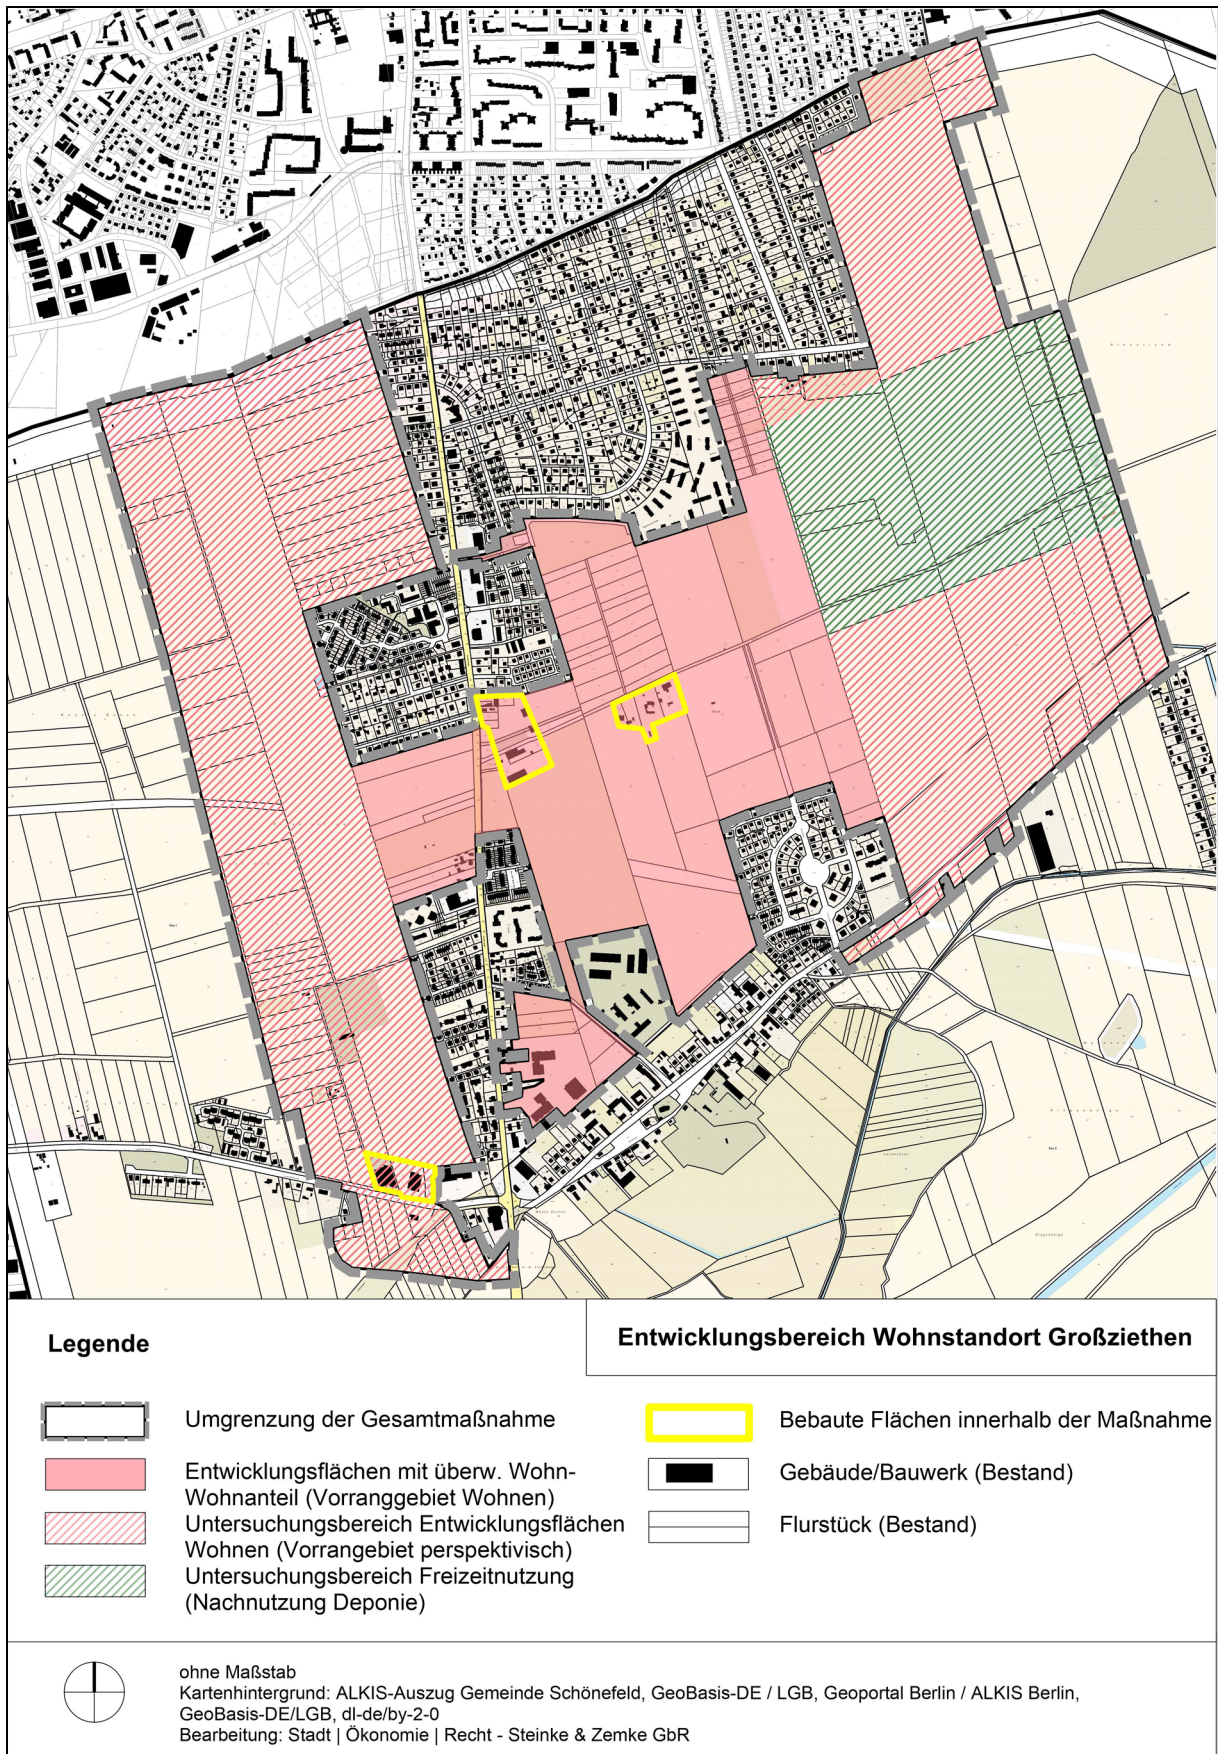 Legende
Entwicklungsbereich Wohnstandort Großziethen
Umgrenzung der Gesamtmaßnahme
Entwicklungsflächen mit überw. Wohn-
Wohnanteil (Vorranggebiet Wohnen)
Untersuchungsbereich Entwicklungsflächen
Wohnen (Vorrangebiet perspektivisch)
Untersuchungsbereich Freizeitnutzung
(Nachnutzung Deponie)
Bebaute Flächen innerhalb der Maßnahme
Gebäude/Bauwerk (Bestand)
Flurstück (Bestand)
ohne Maßstab
Kartenhintergrund: ALKIS-Auszug Gemeinde Schönefeld, GeoBasis-DE / LGB, Geoportal Berlin / ALKIS Berlin,
GeoBasis-DE/LGB, dl-de/by-2-0
Bearbeitung: Stadt | Ökonomie | Recht - Steinke & Zemke GbR